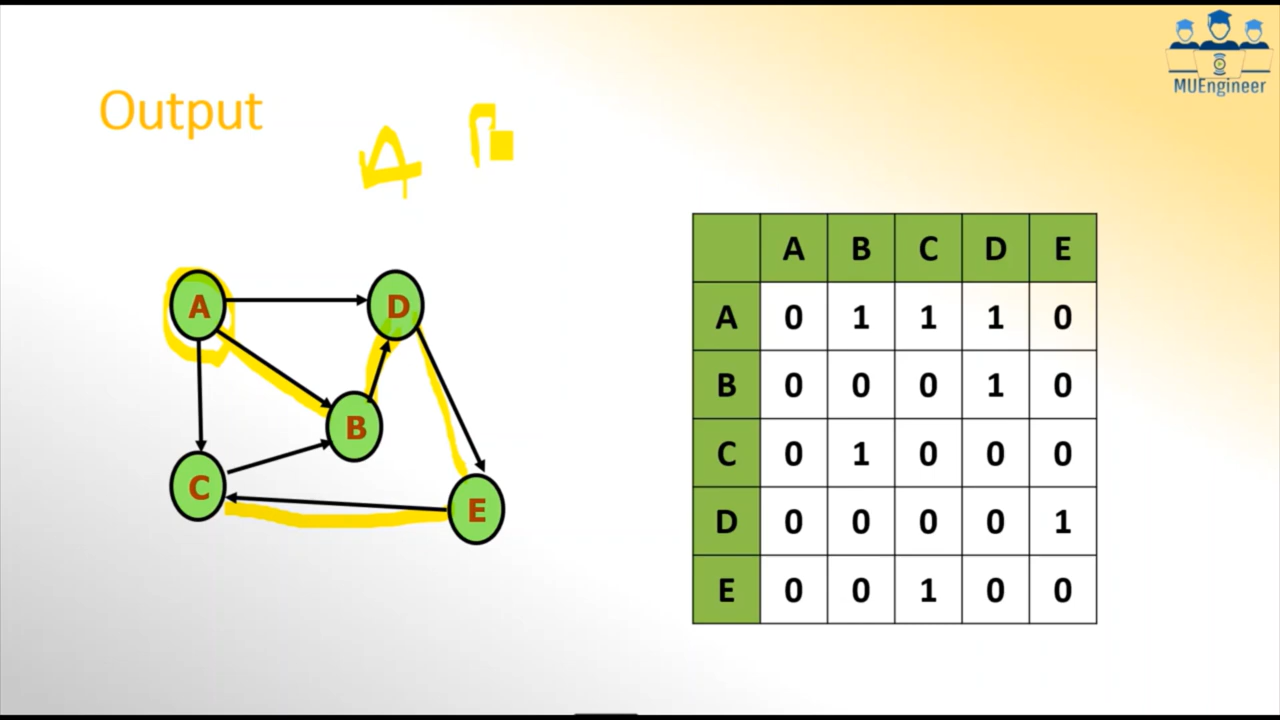 MUEngineer
Output
A
A D
B
C
E
A B C D E
A 0 1 1 1 0
B 0 0 0 1 0
C 0 1 0 0 0
D 0 0 0 0 1
E 0 0 1 0 0